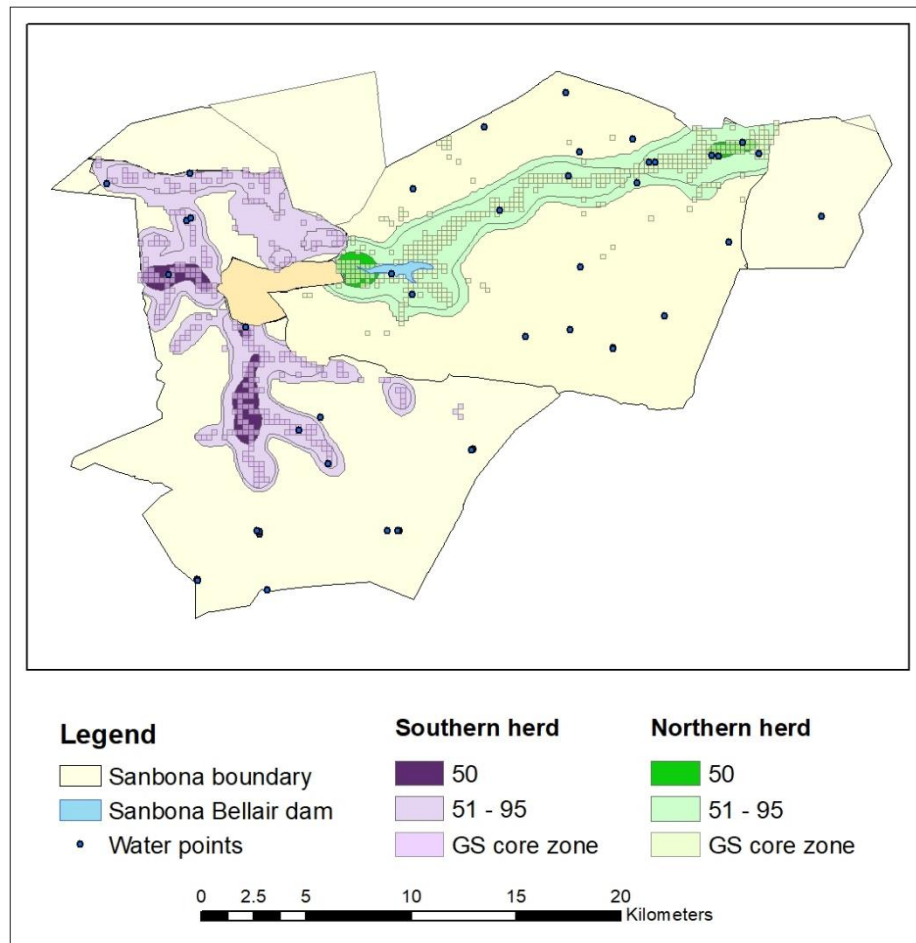 Legend
Sanbona boundary
Sanbona Bellair dam
Water points
Southern herd
50
51 - 95
GS core zone
Northern herd
50
51 - 95
GS core zone
0 2.5 5 10 15 20
Kilometers